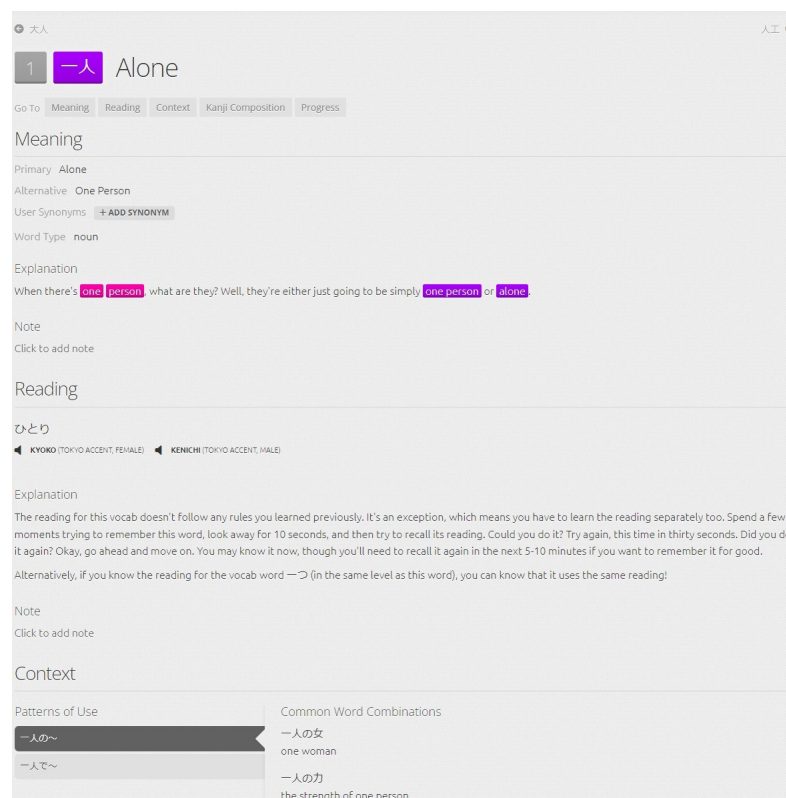 大人
人工
1 一人 Alone
Go To Meaning Reading Context Kanji Composition Progress
Meaning
Primary Alone
Alternative One Person
User Synonyms + ADD SYNONYM
Word Type noun
Explanation
When there's one person, what are they? Well, they're either just going to be simply one person or alone.
Note
Click to add note
Reading
ひとり
KYOKO (TOKYO ACCENT, FEMALE) KENICHI (TOKYO ACCENT, MALE)
Explanation
The reading for this vocab doesn't follow any rules you learned previously. It's an exception, which means you have to learn the reading separately too. Spend a few
moments trying to remember this word, look away for 10 seconds, and then try to recall its reading. Could you do it? Try again, this time in thirty seconds. Did you
it again? Okay, go ahead and move on. You may know it now, though you'll need to recall it again in the next 5-10 minutes if you want to remember it for good.
Alternatively, if you know the reading for the vocab word 一つ (in the same level as this word), you can know that it uses the same reading!
Note
Click to add note
Context
Patterns of Use
一人の〜
一人で〜
Common Word Combinations
一人の女
one woman
一人の力
the strength of one person